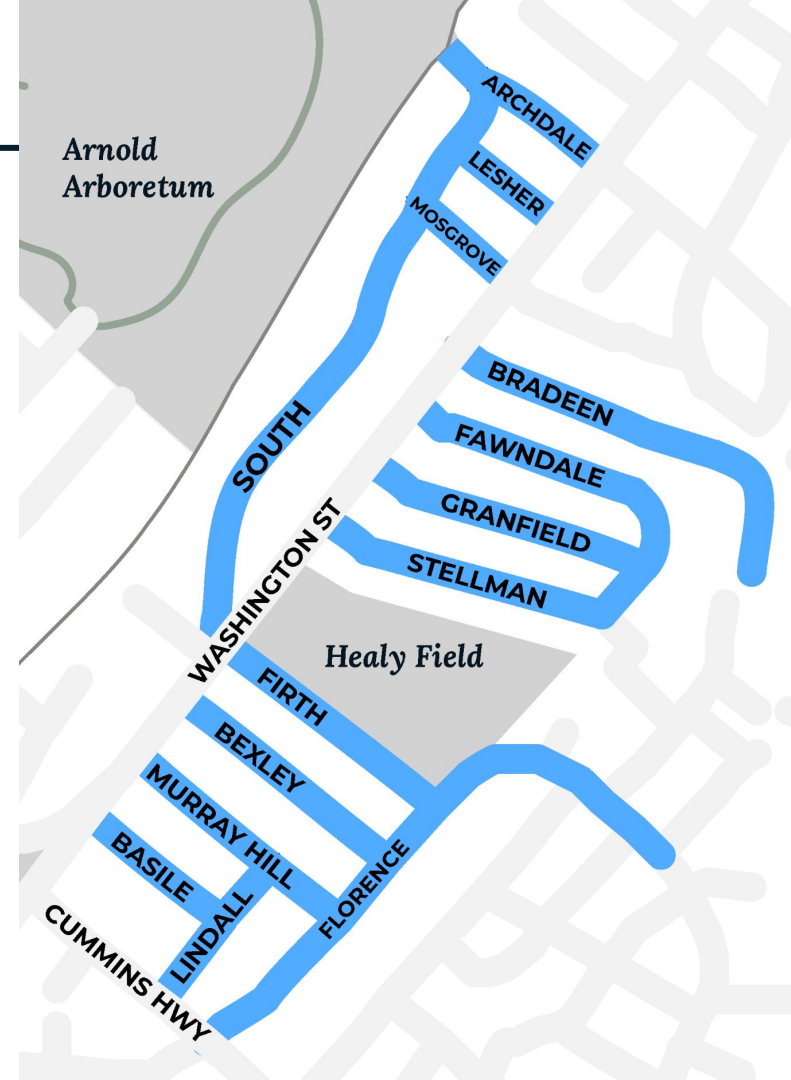 ARCHDALE
Arnold
Arboretum
LESHER
MOSGROVE
BRADEEN
SOUTH
FAWNDALE
GRANFIELD
WASHINGTON ST
STELLMAN
Healy Field
FIRTH
BEXLEY
MURRAY HILL
BASILE
FLORENCE
LINDALL
CUMMINS HWY